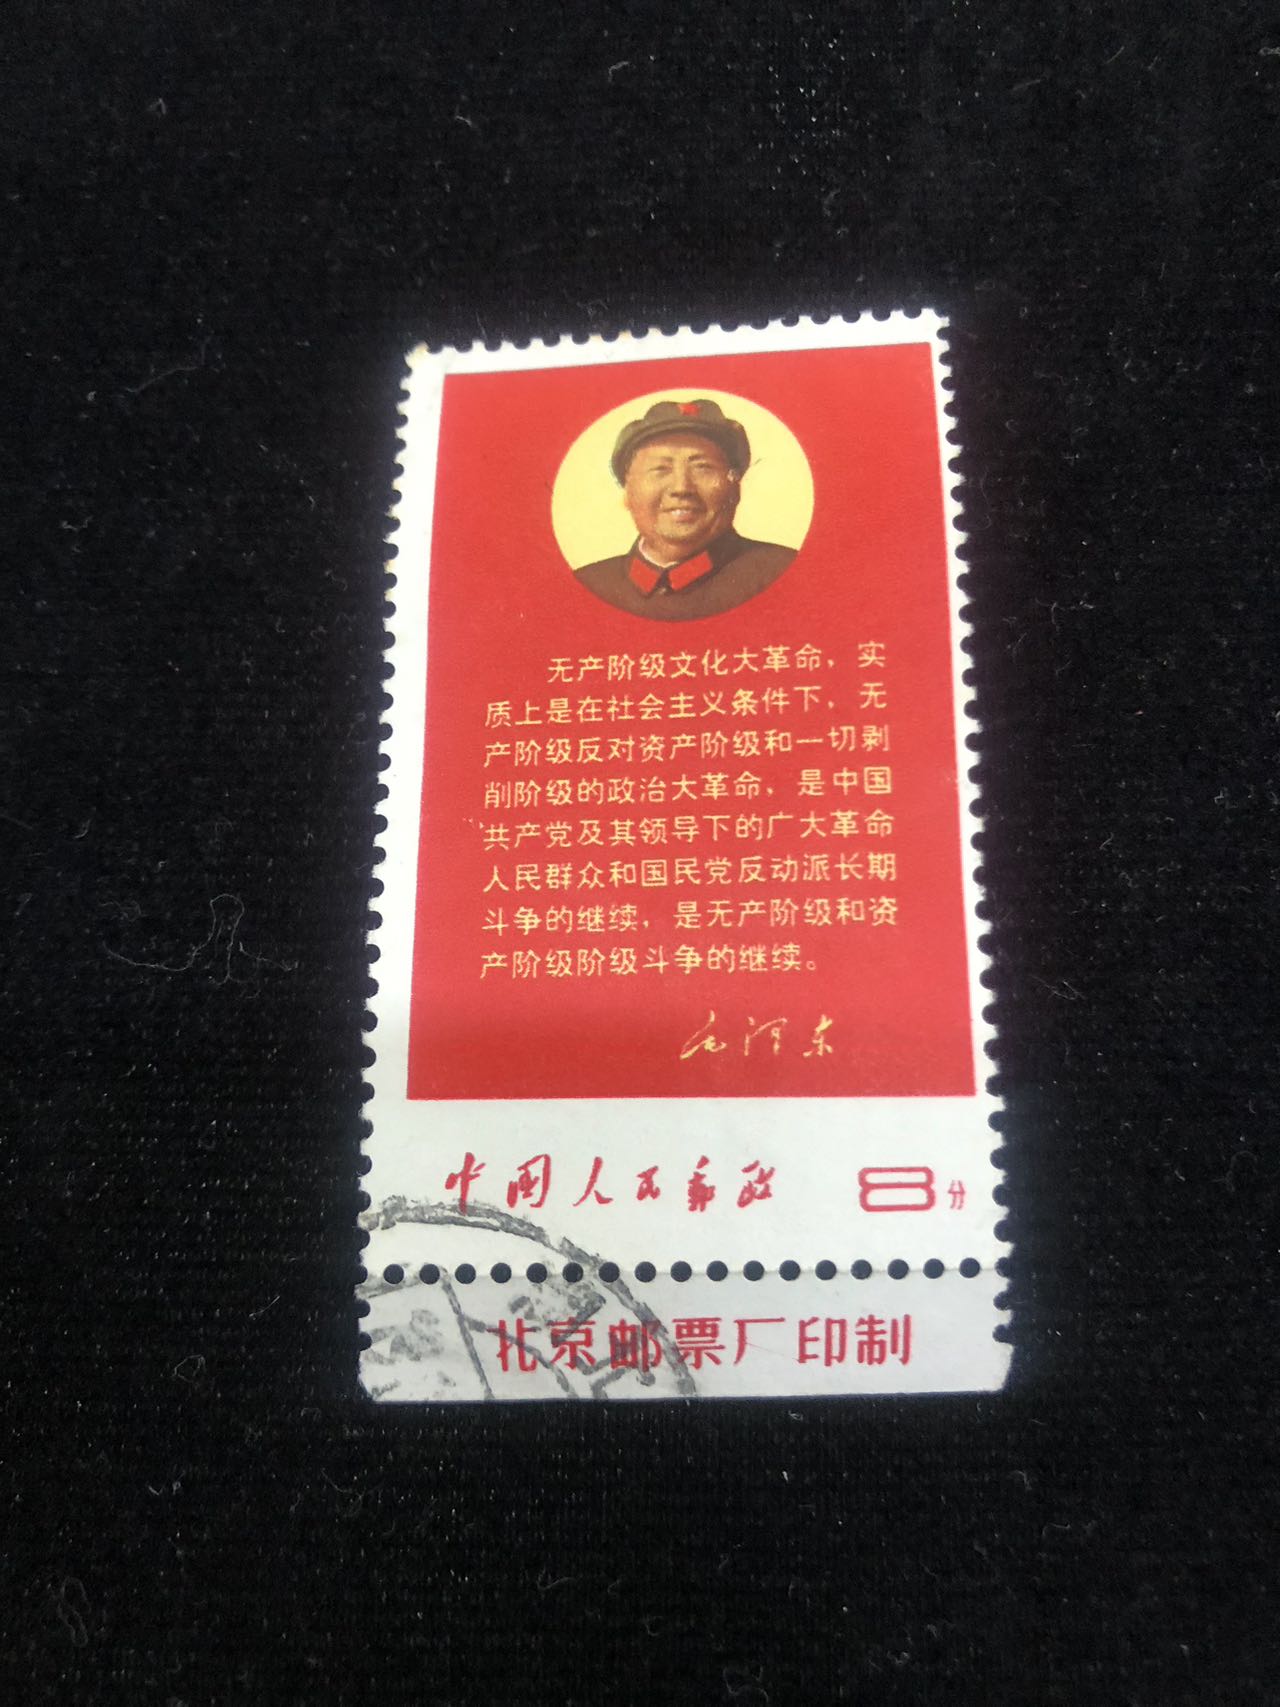 无产阶级文化大革命，实
质上是在社会主义条件下，无
产阶级反对资产阶级和一切剥
削阶级的政治大革命，是中国
共产党及其领导下的广大革命
人民群众和国民党反动派长期
斗争的继续，是无产阶级和资
产阶级阶级斗争的继续。
毛泽东
中国人民邮政 8分
北京邮票厂印制